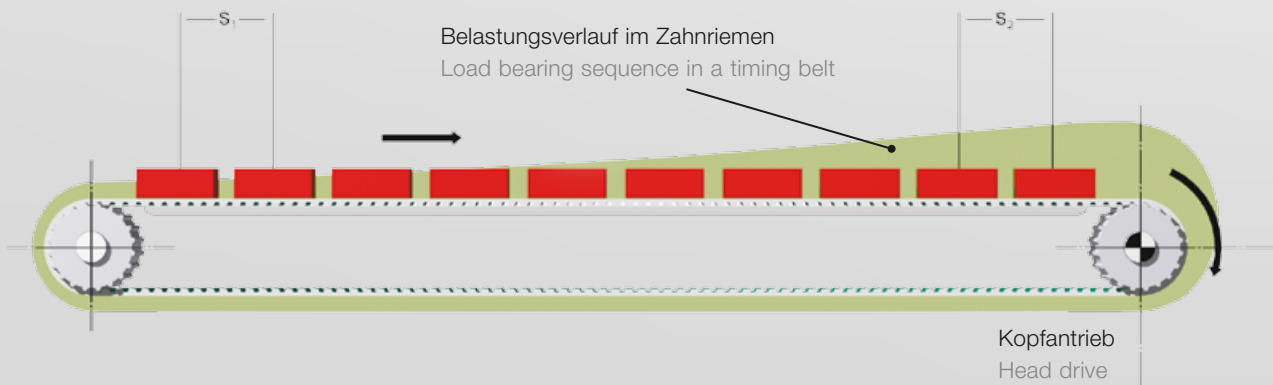 S₁
S₂
Belastungsverlauf im Zahnriemen
Load bearing sequence in a timing belt
Kopfantrieb
Head drive